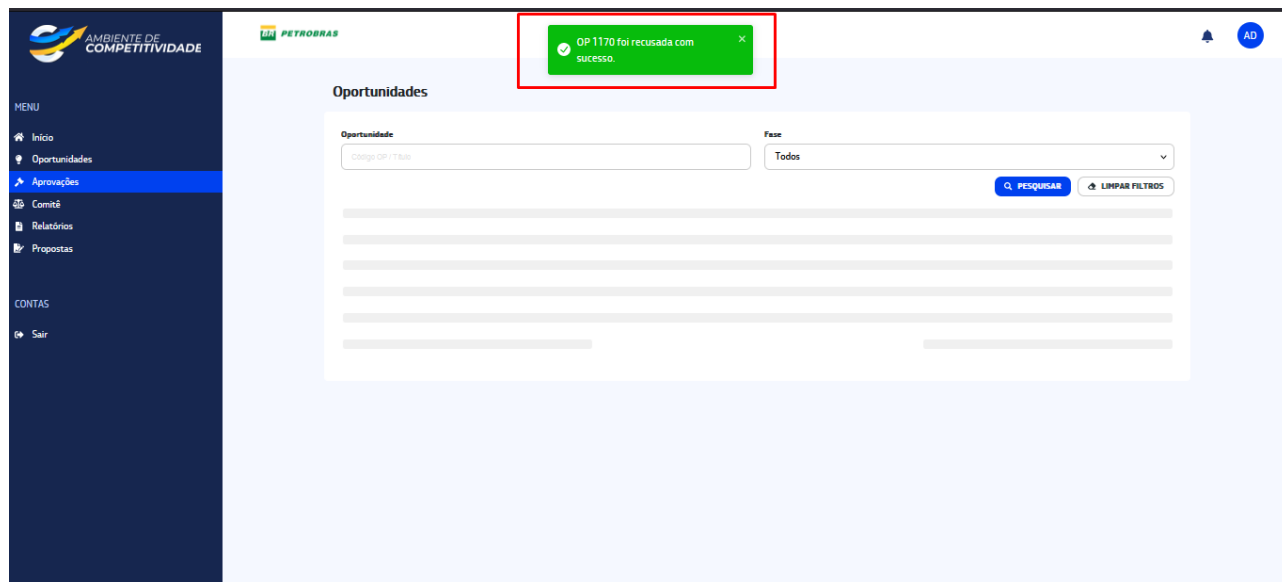 AMBIENTE DE
COMPETITIVIDADE
BR PETROBRAS
OP 1170 foi recusada com
sucesso.
×
AD
MENU
Início
Oportunidades
Aprovações
Comitê
Relatórios
Propostas
CONTAS
Sair
Oportunidades
Oportunidade
Código OP / Título
Fase
Todos
PESQUISAR
LIMPAR FILTROS